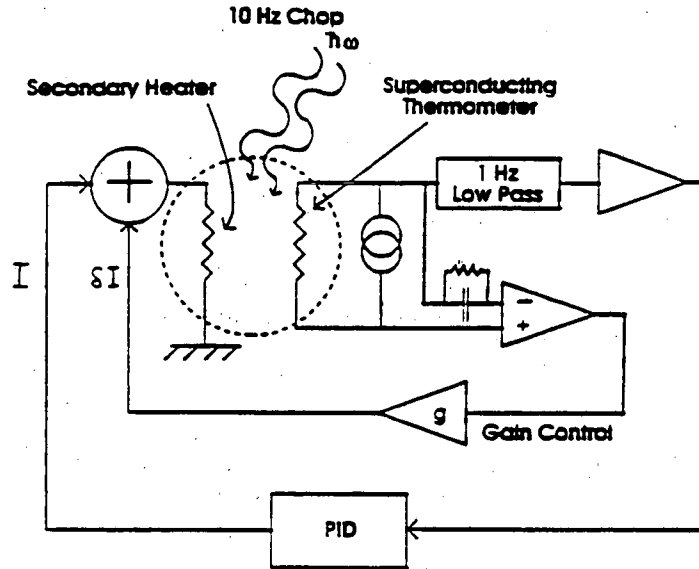 10 Hz Chop
ħω
Secondary Heater
Superconducting
Thermometer
1 Hz
Low Pass
+
I
δI
−
+
g
Gain Control
PID